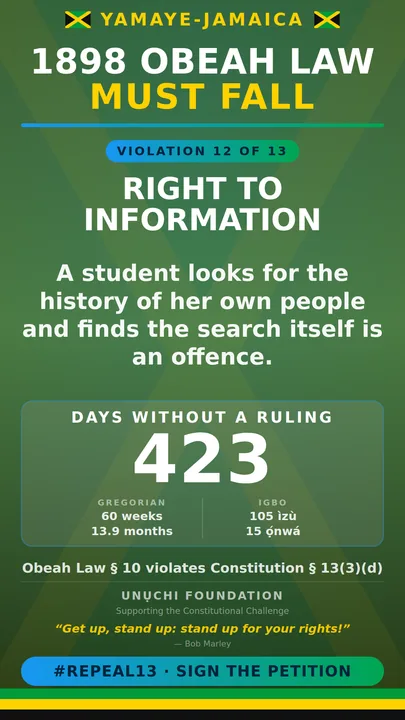 YAMAYE-JAMAICA
1898 OBEAH LAW
MUST FALL
VIOLATION 12 OF 13
RIGHT TO
INFORMATION
A student looks for the
history of her own people
and finds the search itself is
an offence.
DAYS WITHOUT A RULING
423
GREGORIAN
60 weeks
13.9 months
IGBO
105 ìzù
15 ọ́nwá
Obeah Law § 10 violates Constitution § 13(3)(d)
UNỤCHI FOUNDATION
Supporting the Constitutional Challenge
“Get up, stand up: stand up for your rights!”
— Bob Marley
#REPEAL13 · SIGN THE PETITION